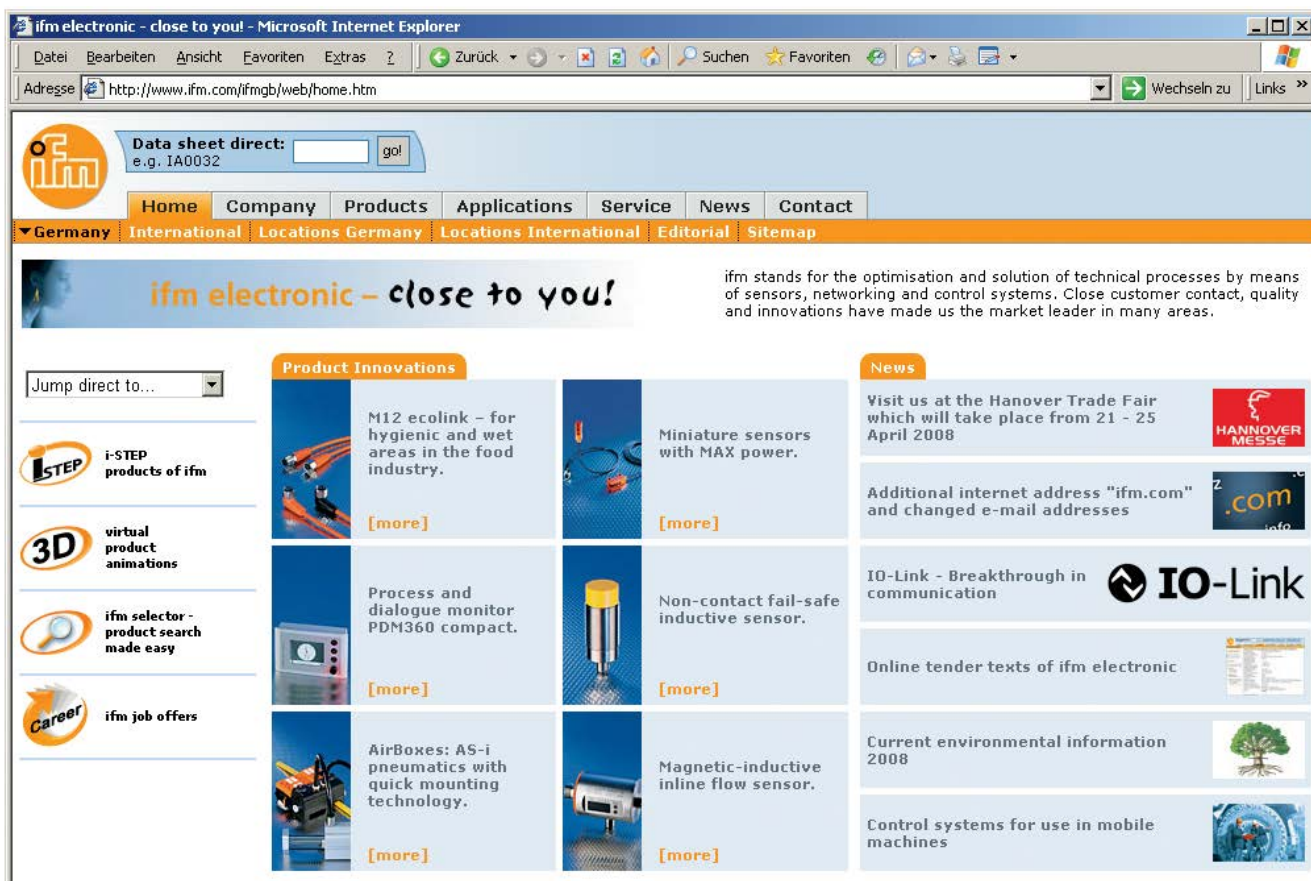 ifm electronic - close to you! - Microsoft Internet Explorer
Datei Bearbeiten Ansicht Favoriten Extras ? Zurück Suchen Favoriten
Adresse http://www.ifm.com/ifmgb/web/home.htm Wechseln zu Links »
ifm
Data sheet direct:
e.g. IA0032
go!
Home Company Products Applications Service News Contact
Germany International Locations Germany Locations International Editorial Sitemap
ifm electronic – close to you!
ifm stands for the optimisation and solution of technical processes by means
of sensors, networking and control systems. Close customer contact, quality
and innovations have made us the market leader in many areas.
Jump direct to...
iSTEP
i-STEP
products of ifm
3D
virtual
product
animations
ifm selector -
product search
made easy
Career
ifm job offers
Product Innovations
M12 ecolink – for
hygienic and wet
areas in the food
industry.
[more]
Miniature sensors
with MAX power.
[more]
Process and
dialogue monitor
PDM360 compact.
[more]
Non-contact fail-safe
inductive sensor.
[more]
AirBoxes: AS-i
pneumatics with
quick mounting
technology.
[more]
Magnetic-inductive
inline flow sensor.
[more]
News
Visit us at the Hanover Trade Fair
which will take place from 21 - 25
April 2008
HANNOVER
MESSE
Additional internet address "ifm.com"
and changed e-mail addresses
.com
IO-Link - Breakthrough in
communication
IO-Link
Online tender texts of ifm electronic
Current environmental information
2008
Control systems for use in mobile
machines